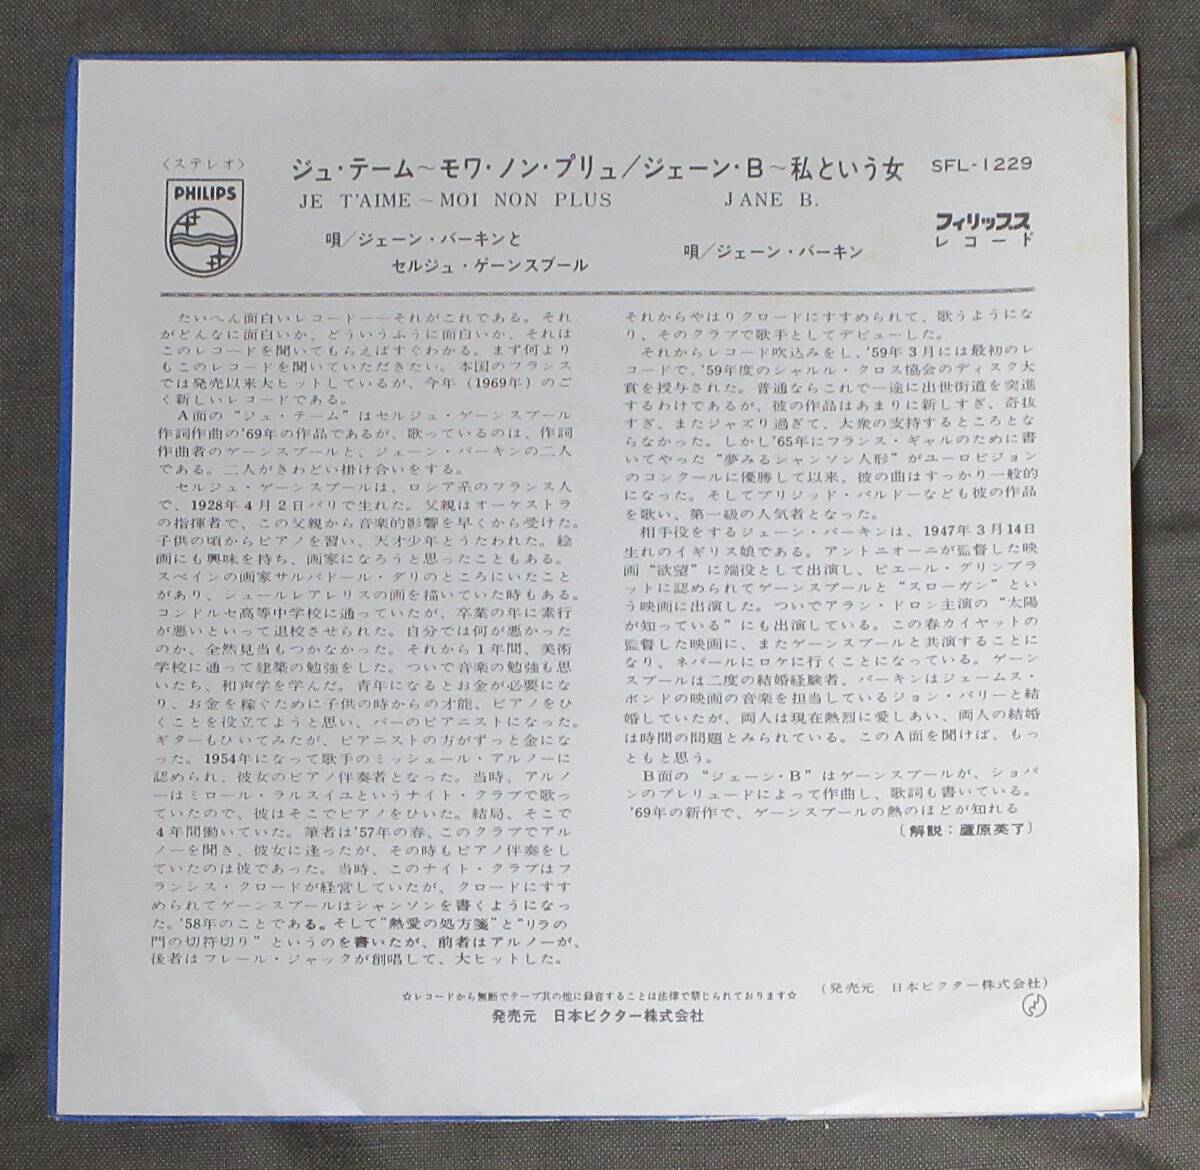 〈ステレオ〉
PHILIPS
ジュ・テーム～モワ・ノン・プリュ/ジェーン・B～私という女 SFL-1229
JE T'AIME～MOI NON PLUS JANE B.
唄/ジェーン・バーキンと
セルジュ・ゲーンスブール
唄/ジェーン・バーキン
フィリップス
レコード
たいへん面白いレコード――それがこれである。それ
がどんなに面白いか、どういうふうに面白いか、それは
このレコードを聞いてもらえばすぐわかる。まず何より
もこのレコードを聞いていただきたい。本国のフランス
では発売以来大ヒットしているが、今年(1969年)のご
く新しいレコードである。
A面の“ジュ・テーム”はセルジュ・ゲーンスブール
作詞作曲の'69年の作品であるが、歌っているのは、作詞
作曲者のゲーンスブールと、ジェーン・バーキンの二人
である。二人がきわどい掛け合いをする。
セルジュ・ゲーンスブールは、ロシア系のフランス人
で、1928年4月2日パリで生れた。父親はオーケストラ
の指揮者で、この父親から音楽的影響を早くから受けた。
子供の頃からピアノを習い、天才少年とうたわれた。絵
画にも興味を持ち、画家になろうと思ったこともある。
スペインの画家サルバドール・ダリのところにいたこと
があり、シュールレアレリスの画を描いていた時もある。
コンドルセ高等中学校に通っていたが、卒業の年に素行
が悪いといって退校させられた。自分では何が悪かった
のか、全然見当もつかなかった。それから1年間、美術
学校に通って建築の勉強をした。ついで音楽の勉強も思
いたち、和声学を学んだ。青年になるとお金が必要にな
り、お金を稼ぐために子供の時からの才能、ピアノをひ
くことを役立てようと思い、バーのピアニストになった。
ギターもひいてみたが、ピアニストの方がずっと金にな
った。1954年になって歌手のミッシェール・アルノーに
認められ、彼女のピアノ伴奏者となった。当時、アルノ
ーはミロール・ラルスイユというナイト・クラブで歌っ
ていたので、彼はそこでピアノをひいた。結局、そこで
4年間働いていた。筆者は'57年の春、このクラブでアル
ノーを聞き、彼女に逢ったが、その時もピアノ伴奏をし
ていたのは彼であった。当時、このナイト・クラブはフ
ランシス・クロードが経営していたが、クロードにすす
められてゲーンスブールはシャンソンを書くようになっ
た。'58年のことである。そして“熱愛の処方箋”と“リラの
門の切符切り”というのを書いたが、前者はアルノーが、
後者はフレール・ジャックが創唱して、大ヒットした。
それからやはりクロードにすすめられて、歌うようにな
り、そのクラブで歌手としてデビューした。
それからレコード吹込みをし、'59年3月には最初のレ
コードで、'59年度のシャルル・クロス協会のディスク大
賞を授与された。普通ならこれで一途に出世街道を突進
するわけであるが、彼の作品はあまりに新しすぎ、奇抜
すぎ、またジャズり過ぎて、大衆の支持するところとな
らなかった。しかし'65年にフランス・ギャルのために書
いてやった“夢みるシャンソン人形”がユーロビジョン
のコンクールに優勝して以来、彼の曲はすっかり一般的
になった。そしてブリジッド・バルドーなども彼の作品
を歌い、第一級の人気者となった。
相手役をするジェーン・バーキンは、1947年3月14日
生れのイギリス娘である。アントニオーニが監督した映
画“欲望”に端役として出演し、ピエール・グリンブラ
ットに認められてゲーンスブールと“スローガン”とい
う映画に出演した。ついでアラン・ドロン主演の“太陽
が知っている”にも出演している。この春カイヤットの
監督した映画に、またゲーンスブールと共演することに
なり、ネパールにロケに行くことになっている。ゲーン
スブールは二度の結婚経験者、バーキンはジェームス・
ボンドの映画の音楽を担当しているジョン・バリーと結
婚していたが、両人は現在熱烈に愛しあい、両人の結婚
は時間の問題とみられている。このA面を聞けば、もっ
ともと思う。
B面の“ジェーン・B”はゲーンスブールが、ショパ
ンのプレリュードによって作曲し、歌詞も書いている。
'69年の新作で、ゲーンスブールの熱のほどが知れる
〔解説：蘆原英了〕
(発売元 日本ビクター株式会社)
☆レコードから無断でテープ其の他に録音することは法律で禁じられております☆
発売元 日本ビクター株式会社